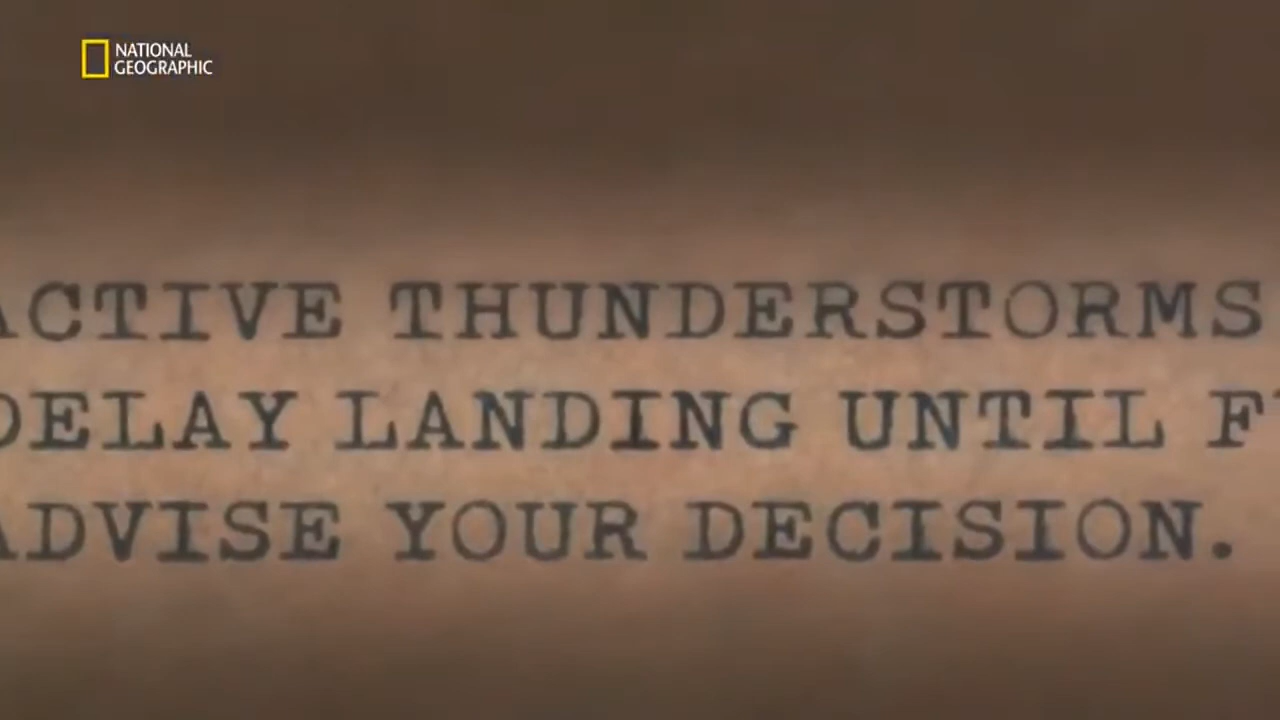 NATIONAL
GEOGRAPHIC
ACTIVE THUNDERSTORMS
DELAY LANDING UNTIL
ADVISE YOUR DECISION.